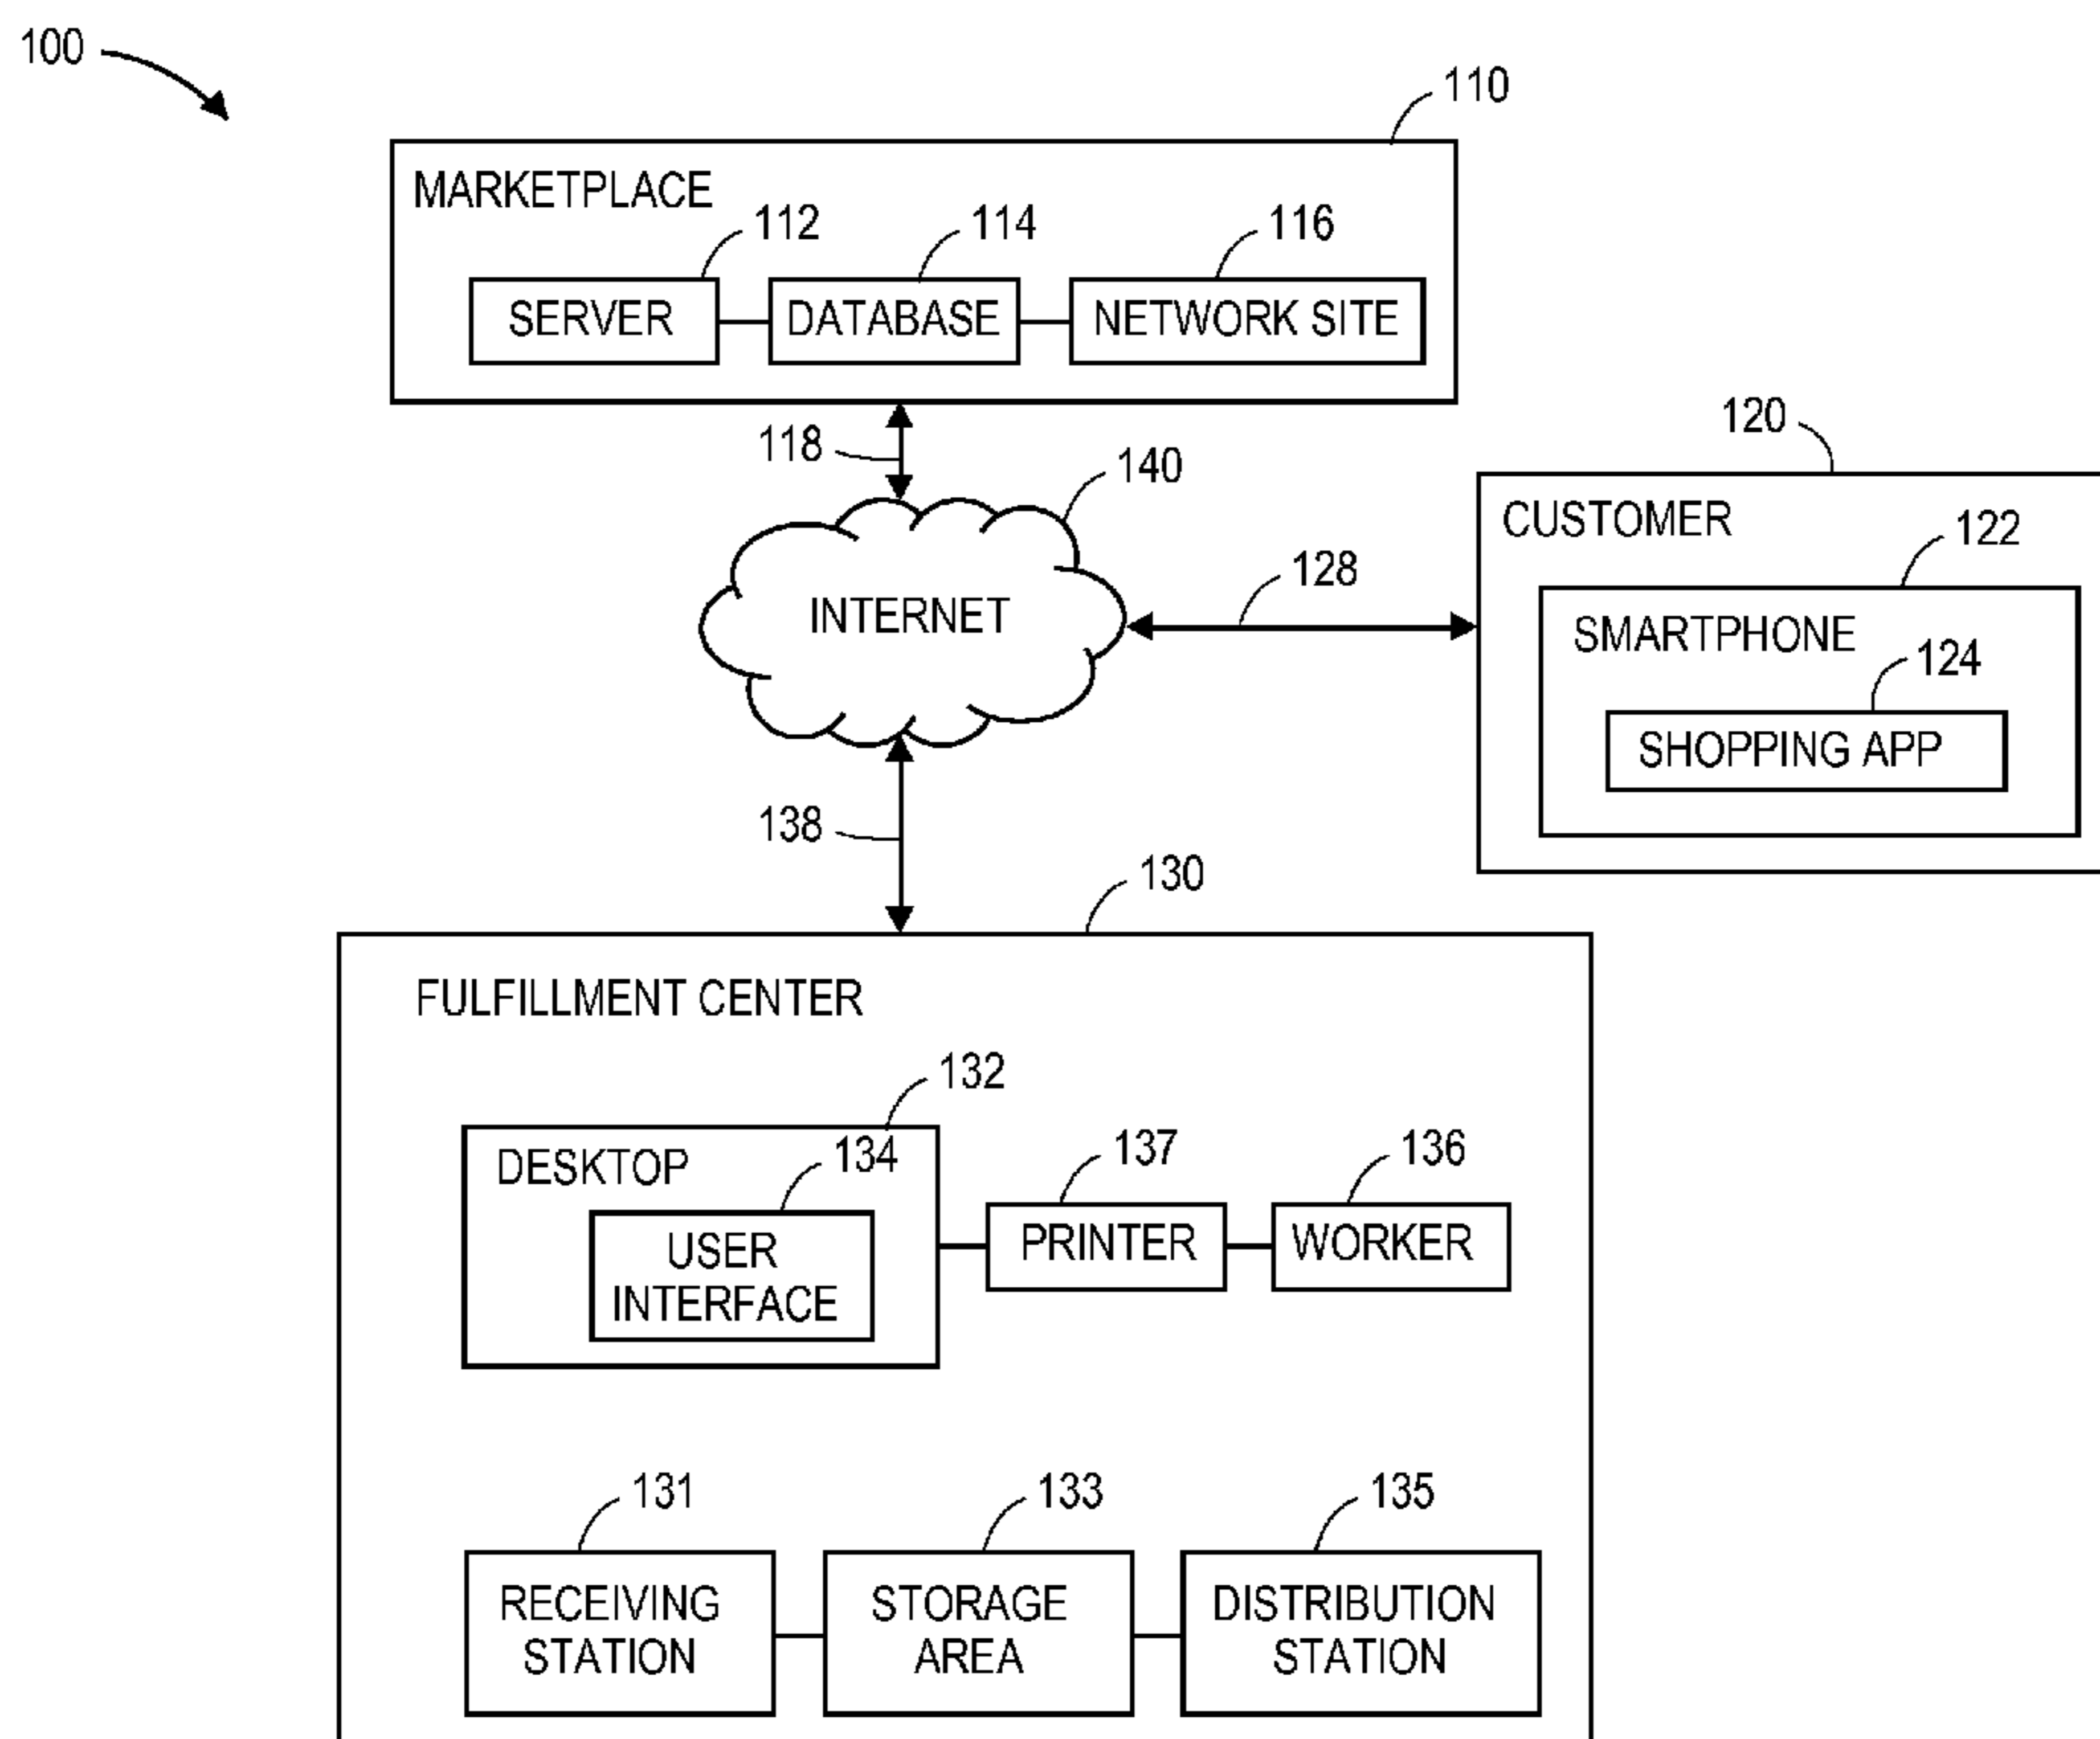 100
110
MARKETPLACE
112
114
116
SERVER
DATABASE
NETWORK SITE
118
140
120
CUSTOMER
122
128
INTERNET
SMARTPHONE
124
SHOPPING APP
138
130
FULFILLMENT CENTER
132
DESKTOP
134
137
136
USER
INTERFACE
PRINTER
WORKER
131
133
135
RECEIVING
STATION
STORAGE
AREA
DISTRIBUTION
STATION